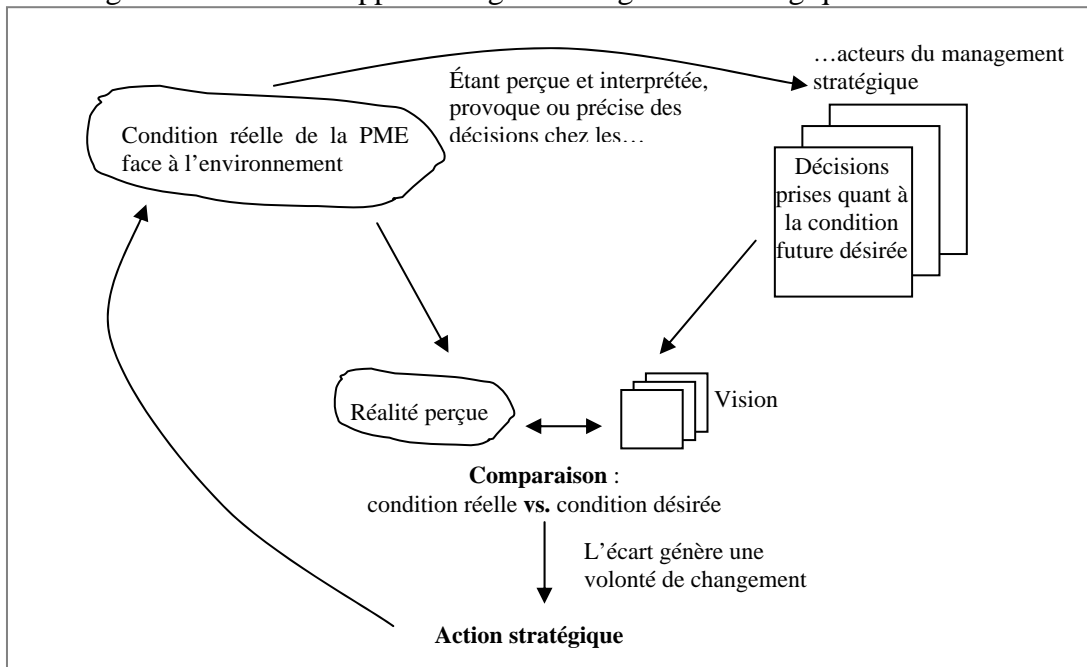 …acteurs du management
stratégique
Étant perçue et interprétée,
provoque ou précise des
décisions chez les…
Condition réelle de la PME
face à l'environnement
Décisions
prises quant à
la condition
future désirée
Réalité perçue
Vision
Comparaison :
condition réelle vs. condition désirée
L'écart génère une
volonté de changement
Action stratégique